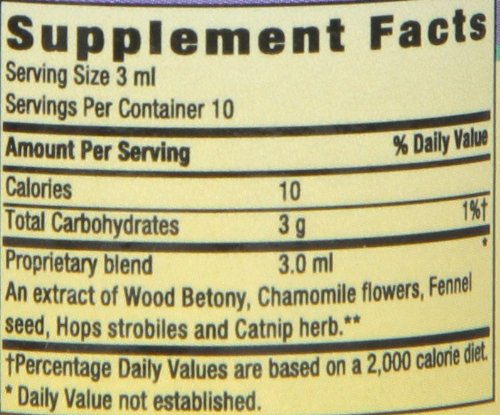 Supplement Facts
Serving Size 3 ml
Servings Per Container 10
Amount Per Serving % Daily Value
Calories 10
Total Carbohydrates 3 g 1%†
Proprietary blend 3.0 ml *
An extract of Wood Betony, Chamomile flowers, Fennel
seed, Hops strobiles and Catnip herb.**
†Percentage Daily Values are based on a 2,000 calorie diet.
* Daily Value not established.